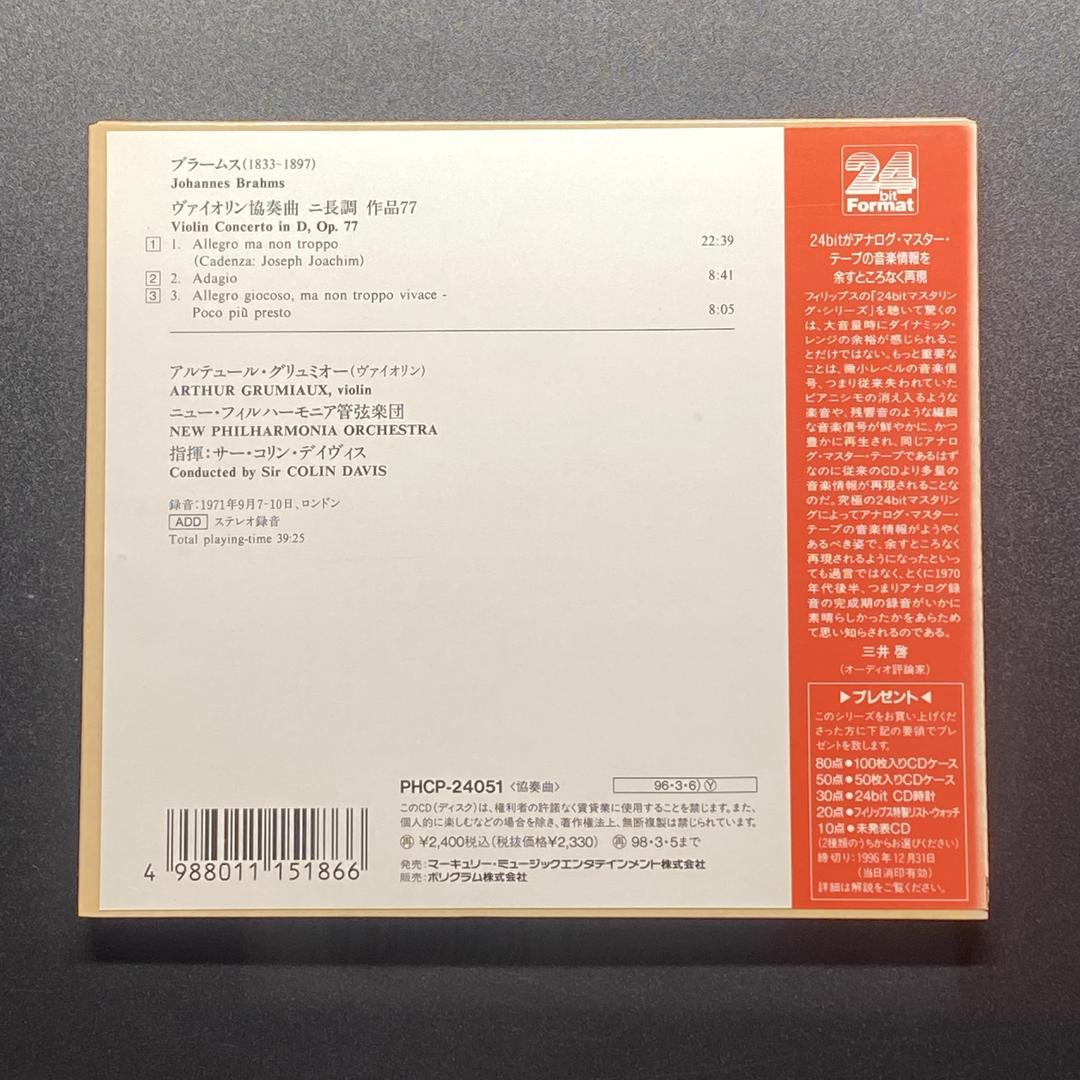 ブラームス(1833-1897)
Johannes Brahms
ヴァイオリン協奏曲 ニ長調 作品77
Violin Concerto in D, Op. 77
1 1. Allegro ma non troppo 22:39
(Cadenza: Joseph Joachim)
2 2. Adagio 8:41
3 3. Allegro giocoso, ma non troppo vivace -
Poco più presto 8:05
アルテュール・グリュミオー(ヴァイオリン)
ARTHUR GRUMIAUX, violin
ニュー・フィルハーモニア管弦楽団
NEW PHILHARMONIA ORCHESTRA
指揮:サー・コリン・デイヴィス
Conducted by Sir COLIN DAVIS
録音:1971年9月7-10日、ロンドン
ADD ステレオ録音
Total playing-time 39:25
PHCP-24051〈協奏曲〉 96・3・6)Ⓨ
このCD(ディスク)は、権利者の許諾なく賃貸業に使用することを禁じます。また、
個人的に楽しむなどの場合を除き、著作権法上、無断複製は禁じられています。
㊢¥2,400税込(税抜価格¥2,330) ㊢98・3・5まで
発売:マーキュリー・ミュージックエンタテインメント株式会社
販売:ポリグラム株式会社
4 988011 151866
24
bit
Format
24bitがアナログ・マスター・
テープの音楽情報を
余すところなく再現
フィリップスの「24bitマスタリン
グ・シリーズ」を聴いて驚くの
は、大音量時にダイナミック・
レンジの余裕が感じられるこ
とだけではない。もっと重要な
ことは、微小レベルの音楽信
号、つまり従来失われていた
ピアニシモの消え入るような
楽音や、残響音のような繊細
な音楽信号が鮮やかに、かつ
豊かに再生され、同じアナロ
グ・マスター・テープであるはず
なのに従来のCDより多量の
音楽情報が再現されることな
のだ。究極の24bitマスタリン
グによってアナログ・マスター・
テープの音楽情報がようやく
あるべき姿で、余すところなく
再現されるようになったといっ
ても過言ではなく、とくに1970
年代後半、つまりアナログ録
音の完成期の録音がいかに
素晴らしかったかをあらためて
て思い知らされるのである。
三井 啓
(オーディオ評論家)
▶プレゼント◀
このシリーズをお買い上げくだ
さった方に下記の要領でプレ
ゼントを致します。
80点●100枚入りCDケース
50点●50枚入りCDケース
30点●24bit CD時計
20点●フィリップス特製リスト・ウォッチ
10点●未発表CD
(2種類のうちからお選びください)
締切り:1996年12月31日
(当日消印有効)
詳細は解説をご覧ください。